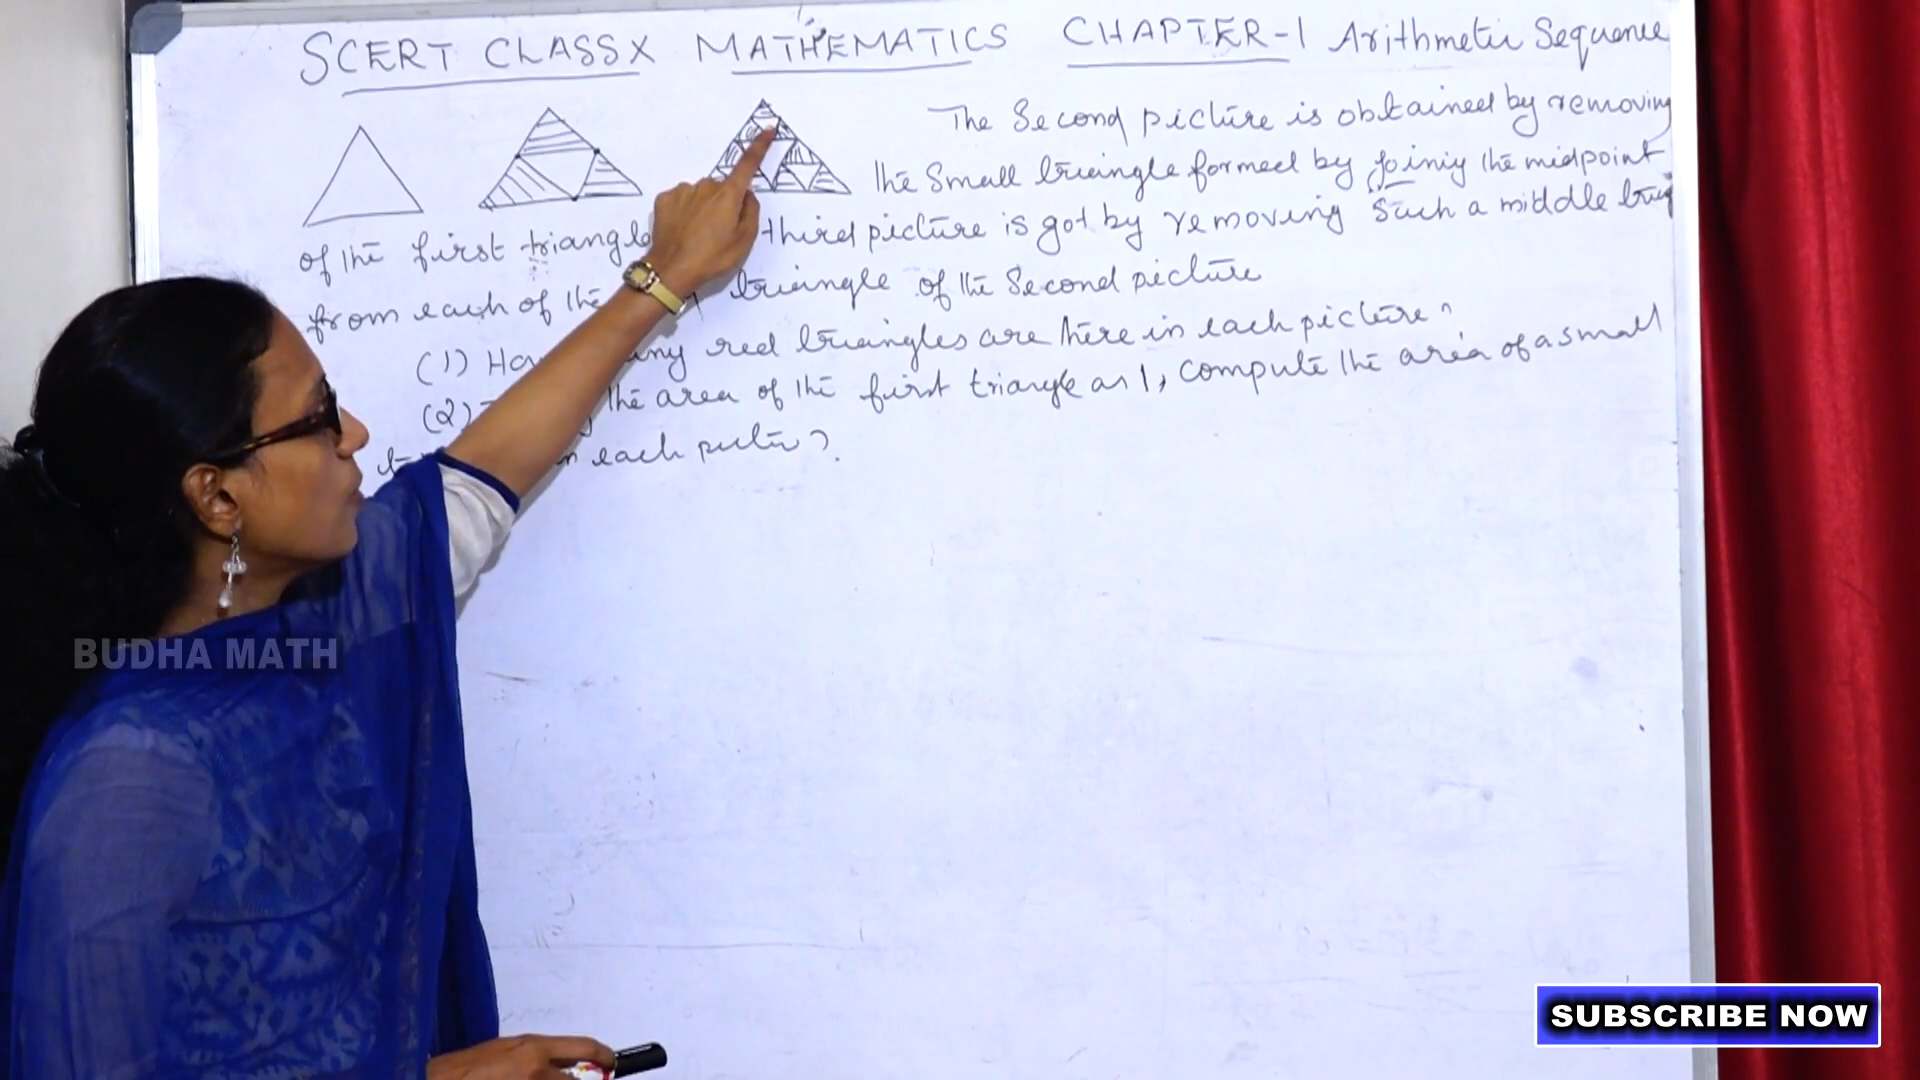 SCERT CLASS X MATHEMATICS CHAPTER-1 Arithmetic Sequence
The Second picture is obtained by removing
the Small triangle formed by joining the midpoint
of the first triangle third picture is got by removing such a middle
from each of the triangle of the Second picture
(1) How many red triangles are there in each picture?
(2) the area of the first triangle as 1, compute the area of a small
in each picture?
BUDHA MATH
SUBSCRIBE NOW